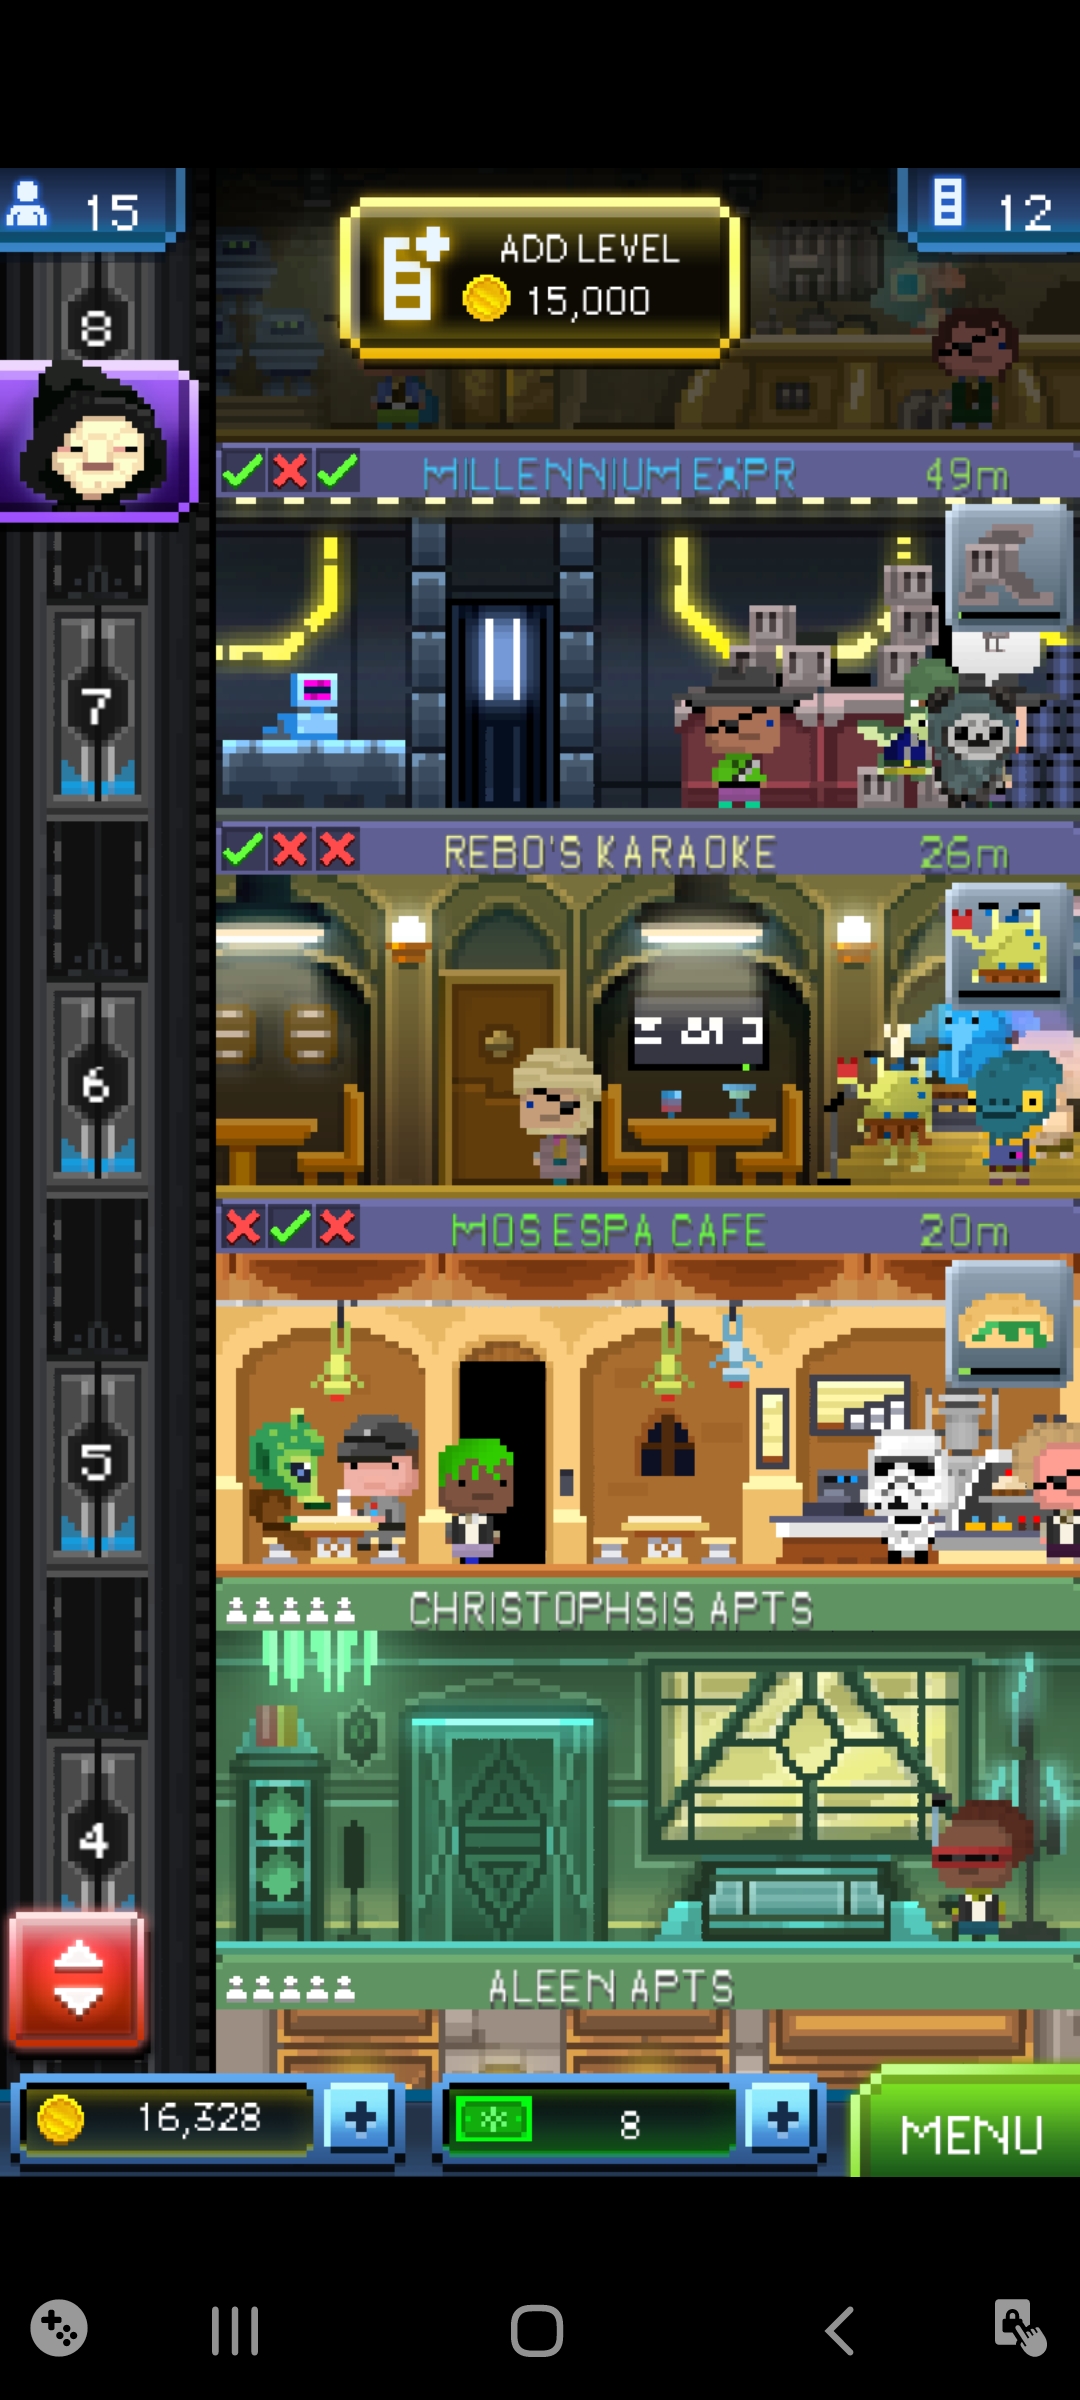 15
ADD LEVEL
15,000
12
8
MILLENNIUM EXPR 49m
7
REBO'S KARAOKE 26m
6
MOS ESPA CAFE 20m
5
CHRISTOPHSIS APTS
4
ALEEN APTS
16,328
8
MENU